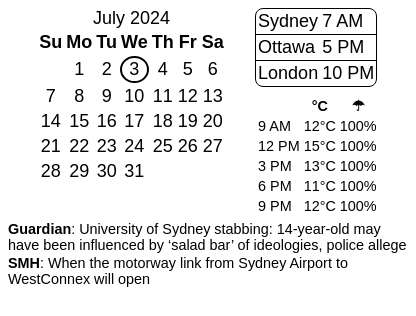 July 2024
Su Mo Tu We Th Fr Sa
1 2 3 4 5 6
7 8 9 10 11 12 13
14 15 16 17 18 19 20
21 22 23 24 25 26 27
28 29 30 31
Sydney 7 AM
Ottawa 5 PM
London 10 PM
°C ☂
9 AM 12°C 100%
12 PM 15°C 100%
3 PM 13°C 100%
6 PM 11°C 100%
9 PM 12°C 100%
Guardian: University of Sydney stabbing: 14-year-old may
have been influenced by ‘salad bar’ of ideologies, police allege
SMH: When the motorway link from Sydney Airport to
WestConnex will open